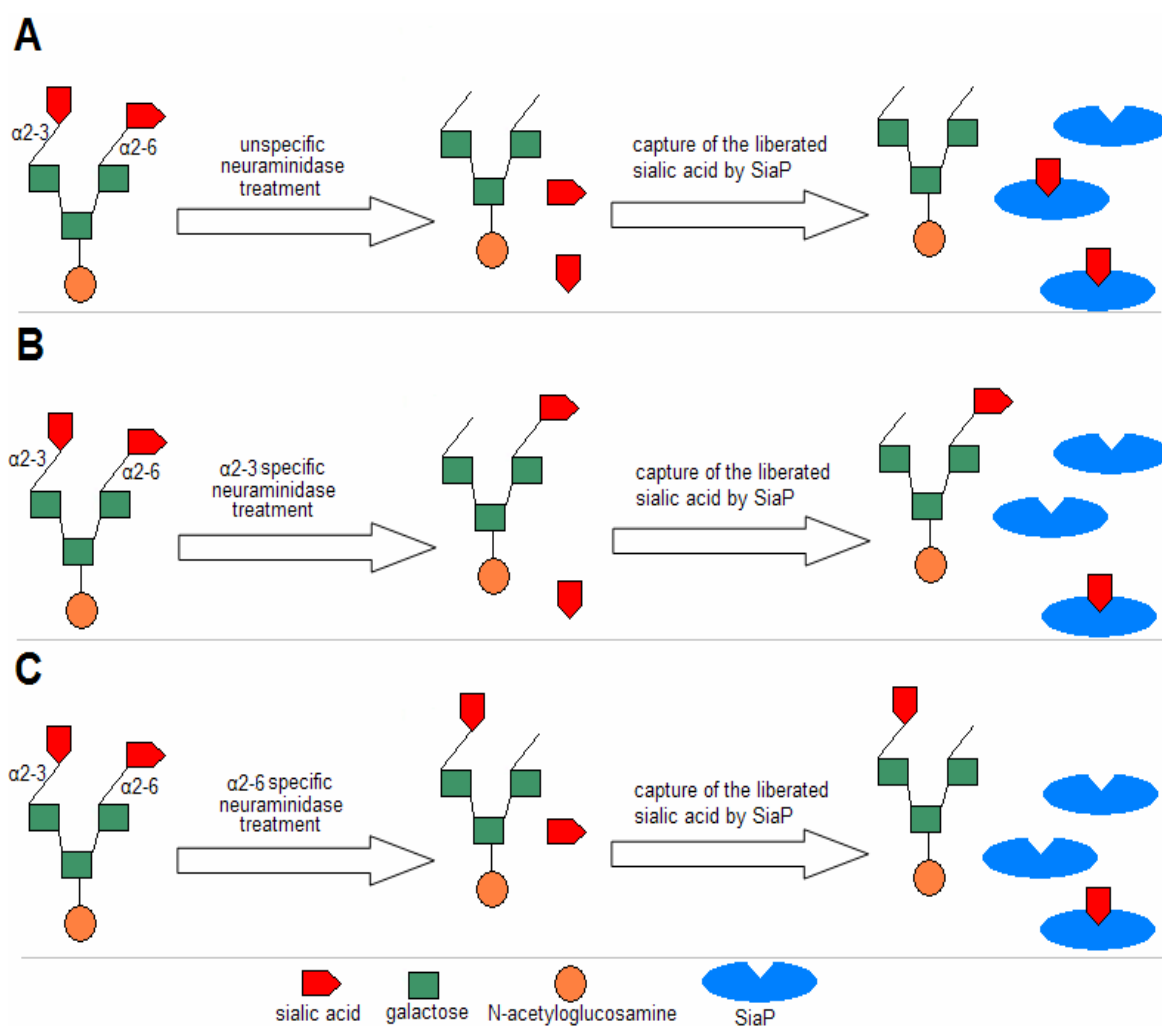 A
α2-3
α2-6
unspecific
neuraminidase
treatment
capture of the liberated
sialic acid by SiaP
B
α2-3
α2-6
α2-3 specific
neuraminidase
treatment
capture of the liberated
sialic acid by SiaP
C
α2-3
α2-6
α2-6 specific
neuraminidase
treatment
capture of the liberated
sialic acid by SiaP
sialic acid
galactose
N-acetyloglucosamine
SiaP